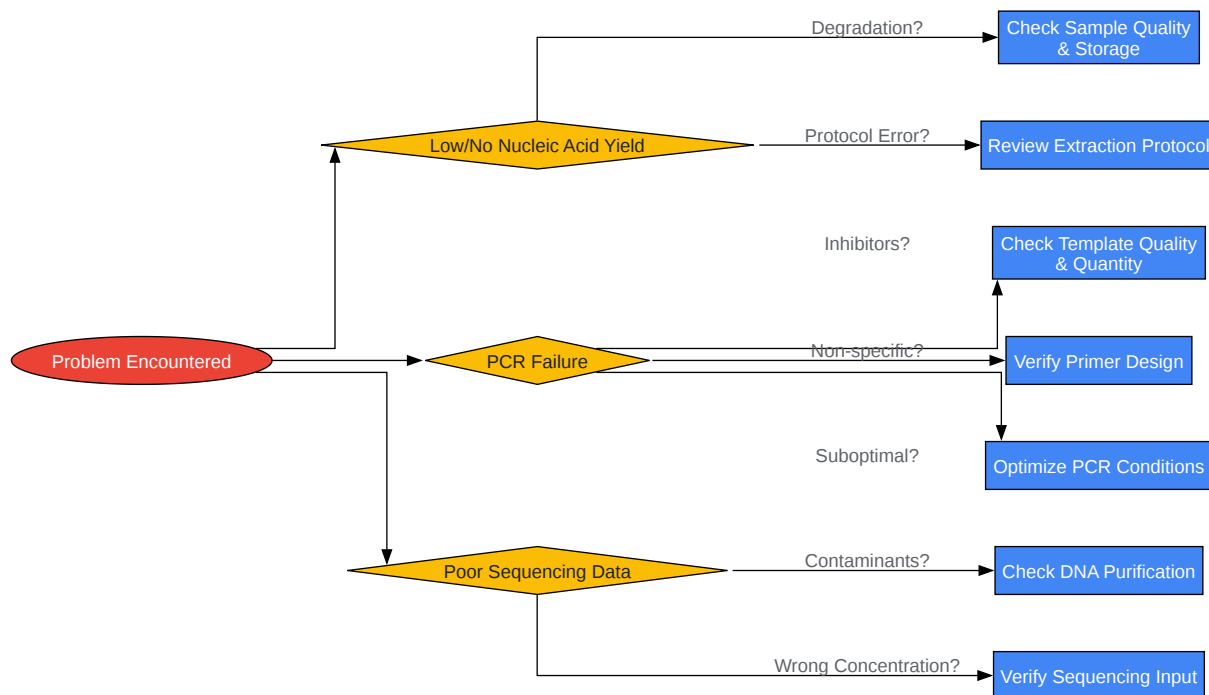 Degradation?
Check Sample Quality
& Storage
Low/No Nucleic Acid Yield
Protocol Error?
Review Extraction Protocol
Inhibitors?
Check Template Quality
& Quantity
Problem Encountered
PCR Failure
Non-specific?
Verify Primer Design
Suboptimal?
Optimize PCR Conditions
Poor Sequencing Data
Contaminants?
Check DNA Purification
Wrong Concentration?
Verify Sequencing Input